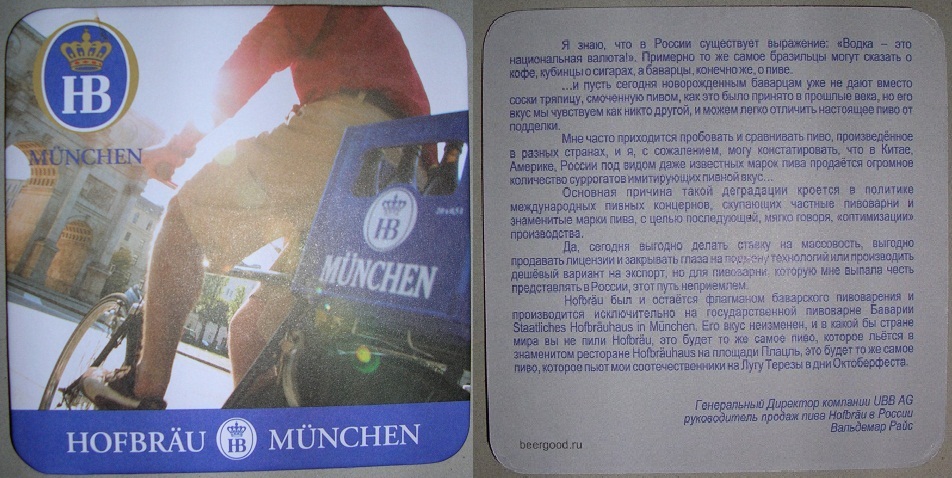 HB
MÜNCHEN
HB
MÜNCHEN
HOFBRÄU HB MÜNCHEN
Я знаю, что в России существует выражение: «Водка – это
национальная валюта!». Примерно то же самое бразильцы могут сказать о
кофе, кубинцы о сигарах, а баварцы, конечно же, о пиве.
...и пусть сегодня новорожденным баварцам уже не дают вместо
соски тряпицу, смоченную пивом, как это было принято в прошлые века, но его
вкус мы чувствуем как никто другой, и можем легко отличить настоящее пиво от
подделки.
Мне часто приходится пробовать и сравнивать пиво, произведённое
в разных странах, и я, с сожалением, могу констатировать, что в Китае,
Америке, России под видом даже известных марок пива продаётся огромное
количество суррогатов имитирующих пивной вкус...
Основная причина такой деградации кроется в политике
международных пивных концернов, скупающих частные пивоварни и
знаменитые марки пива, с целью последующей, мягко говоря, «оптимизации»
производства.
Да, сегодня выгодно делать ставку на массовость, выгодно
продавать лицензии и закрывать глаза на подмену технологии или производить
дешёвый вариант на экспорт, но для пивоварни, которую мне выпала честь
представлять в России, этот путь неприемлем.
Hofbräu был и остаётся флагманом баварского пивоварения и
производится исключительно на государственной пивоварне Баварии
Staatliches Hofbräuhaus in München. Его вкус неизменен, и в какой бы стране
мира вы не пили Hofbräu, это будет то же самое пиво, которое льётся в
знаменитом ресторане Hofbräuhaus на площади Плацль, это будет то же самое
пиво, которое пьют мои соотечественники на Лугу Терезы в дни Октоберфеста.
Генеральный Директор компании UBB AG
руководитель продаж пива Hofbräu в России
Вальдемар Райс
beergood.ru